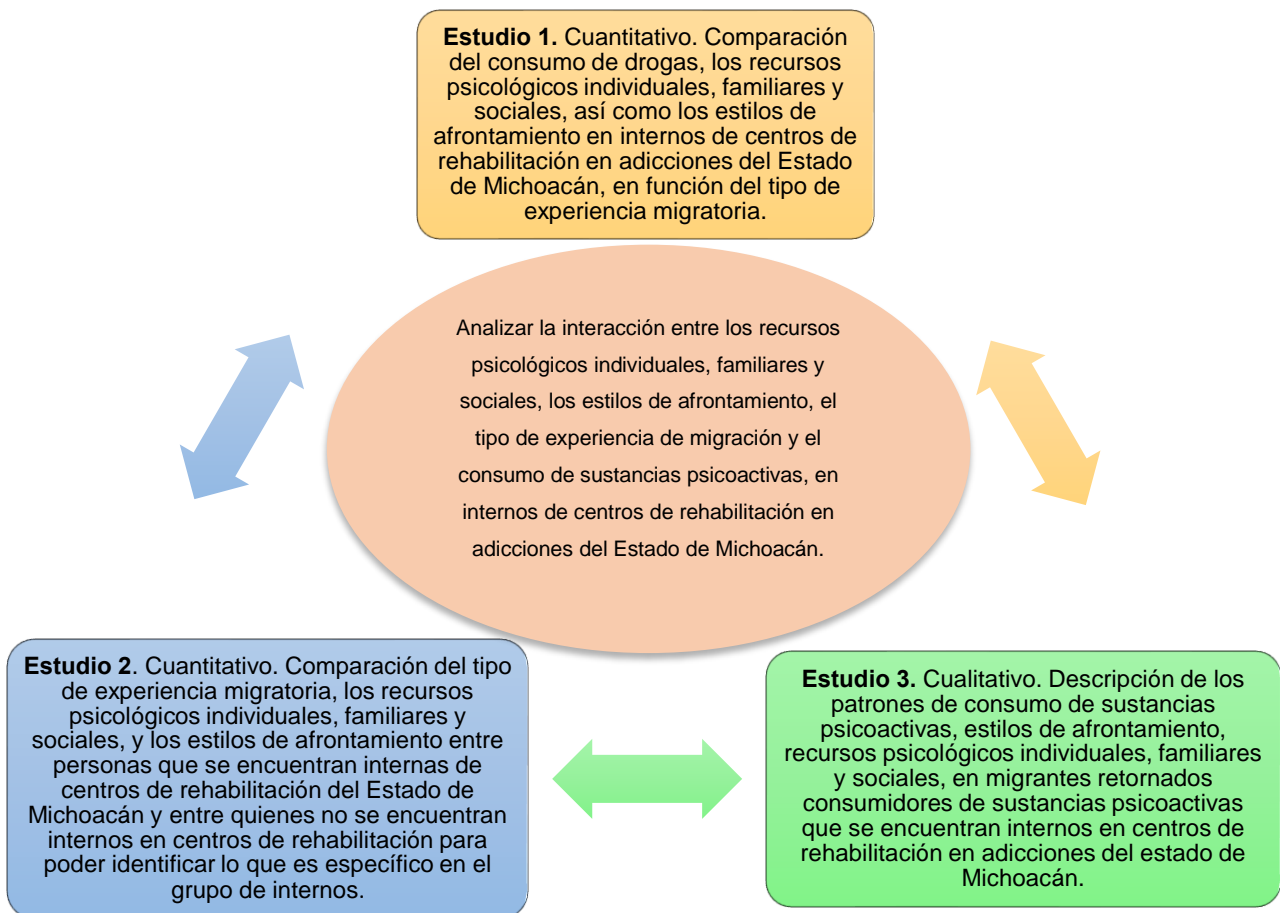 Estudio 1. Cuantitativo. Comparación
del consumo de drogas, los recursos
psicológicos individuales, familiares y
sociales, así como los estilos de
afrontamiento en internos de centros de
rehabilitación en adicciones del Estado
de Michoacán, en función del tipo de
experiencia migratoria.
Analizar la interacción entre los recursos
psicológicos individuales, familiares y
sociales, los estilos de afrontamiento, el
tipo de experiencia de migración y el
consumo de sustancias psicoactivas, en
internos de centros de rehabilitación en
adicciones del Estado de Michoacán.
Estudio 2. Cuantitativo. Comparación del tipo
de experiencia migratoria, los recursos
psicológicos individuales, familiares y
sociales, y los estilos de afrontamiento entre
personas que se encuentran internas de
centros de rehabilitación del Estado de
Michoacán y entre quienes no se encuentran
internos en centros de rehabilitación para
poder identificar lo que es específico en el
grupo de internos.
Estudio 3. Cualitativo. Descripción de los
patrones de consumo de sustancias
psicoactivas, estilos de afrontamiento,
recursos psicológicos individuales, familiares
y sociales, en migrantes retornados
consumidores de sustancias psicoactivas
que se encuentran internos en centros de
rehabilitación en adicciones del estado de
Michoacán.